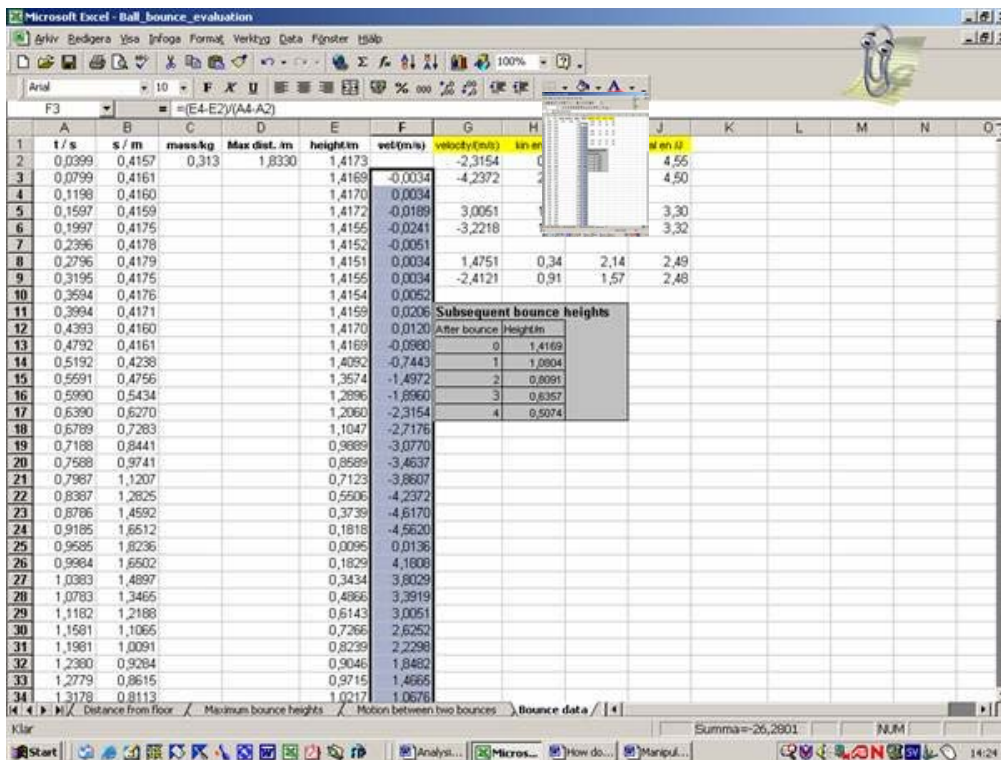 Microsoft Excel - Ball_bounce_evaluation
Arkiv Redigera Visa Infoga Format Verktyg Data Fönster Hjälp
100%
Arial 10 F K U
F3 = =(E4-E2)/(A4-A2)
A B C D E F G H J K L M N O
1 t / s s / m mass/kg Max dist. /m height/m vel/(m/s) velocity/(m/s) kin en al en /J
2 0,0399 0,4157 0,313 1,8330 1,4173 -2,3154 4,55
3 0,0799 0,4161 1,4169 -0,0034 -4,2372 4,50
4 0,1198 0,4160 1,4170 0,0034
5 0,1597 0,4159 1,4172 -0,0189 3,0051 3,30
6 0,1997 0,4175 1,4155 -0,0241 -3,2218 3,32
7 0,2396 0,4178 1,4152 -0,0051
8 0,2796 0,4179 1,4151 0,0034 1,4751 0,34 2,14 2,49
9 0,3195 0,4175 1,4155 0,0034 -2,4121 0,91 1,57 2,48
10 0,3594 0,4176 1,4154 0,0052
11 0,3994 0,4171 1,4159 0,0206 Subsequent bounce heights
12 0,4393 0,4160 1,4170 0,0120 After bounce Height/m
13 0,4792 0,4161 1,4169 -0,0980 0 1,4169
14 0,5192 0,4238 1,4092 -0,7443 1 1,0804
15 0,5591 0,4756 1,3574 -1,4972 2 0,8091
16 0,5990 0,5434 1,2896 -1,8960 3 0,6357
17 0,6390 0,6270 1,2060 -2,3154 4 0,5074
18 0,6789 0,7283 1,1047 -2,7176
19 0,7188 0,8441 0,9889 -3,0770
20 0,7588 0,9741 0,8589 -3,4637
21 0,7987 1,1207 0,7123 -3,8607
22 0,8387 1,2825 0,5506 -4,2372
23 0,8786 1,4592 0,3739 -4,6170
24 0,9185 1,6512 0,1818 -4,5620
25 0,9585 1,8236 0,0095 0,0136
26 0,9984 1,6502 0,1829 4,1808
27 1,0383 1,4897 0,3434 3,8029
28 1,0783 1,3465 0,4866 3,3919
29 1,1182 1,2188 0,6143 3,0051
30 1,1581 1,1065 0,7266 2,6252
31 1,1981 1,0091 0,8239 2,2298
32 1,2380 0,9284 0,9046 1,8482
33 1,2779 0,8615 0,9715 1,4665
34 1,3178 0,8113 1,0217 1,0676
Distance from floor Maximum bounce heights Motion between two bounces Bounce data
Klar Summa=-26,2801 NUM
Start Analys... Micros... How do... Manipul... SV 14:24